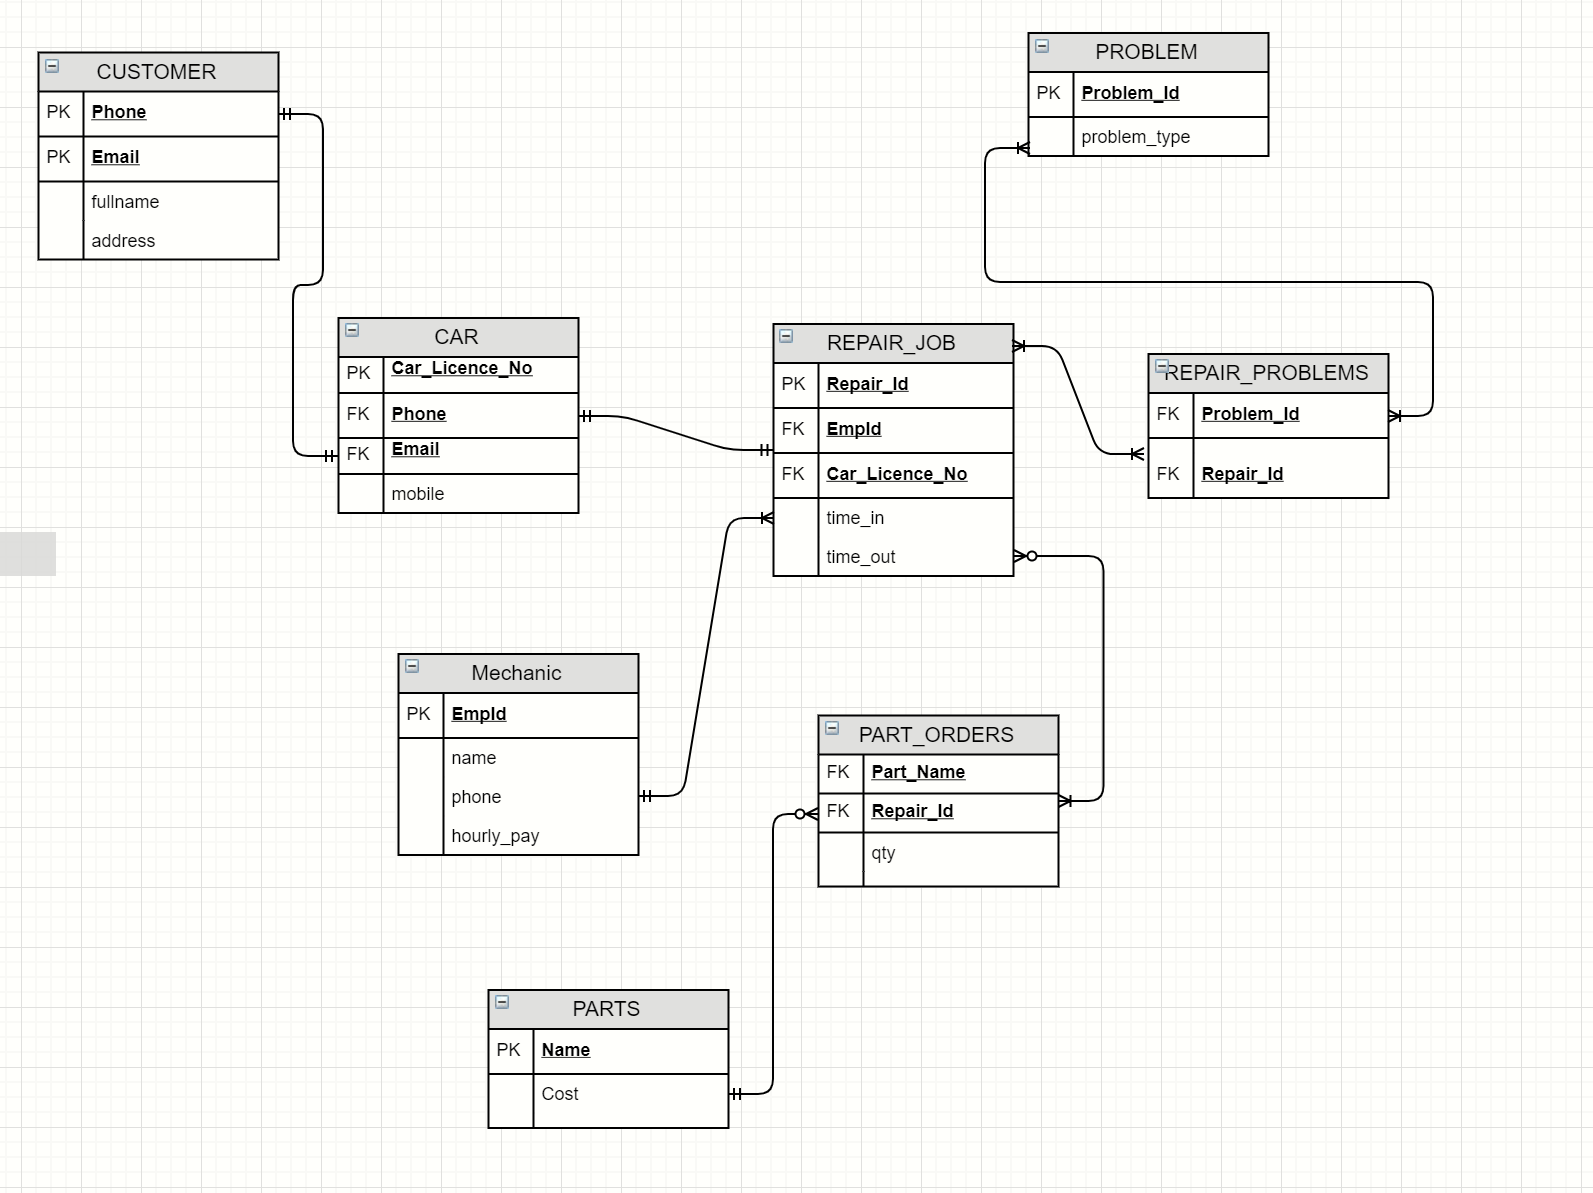 CUSTOMER
PK Phone
PK Email
fullname
address
PROBLEM
PK Problem_Id
problem_type
CAR
PK Car_Licence_No
FK Phone
FK Email
mobile
REPAIR_JOB
PK Repair_Id
FK EmpId
FK Car_Licence_No
time_in
time_out
REPAIR_PROBLEMS
FK Problem_Id
FK Repair_Id
Mechanic
PK EmpId
name
phone
hourly_pay
PART_ORDERS
FK Part_Name
FK Repair_Id
qty
PARTS
PK Name
Cost